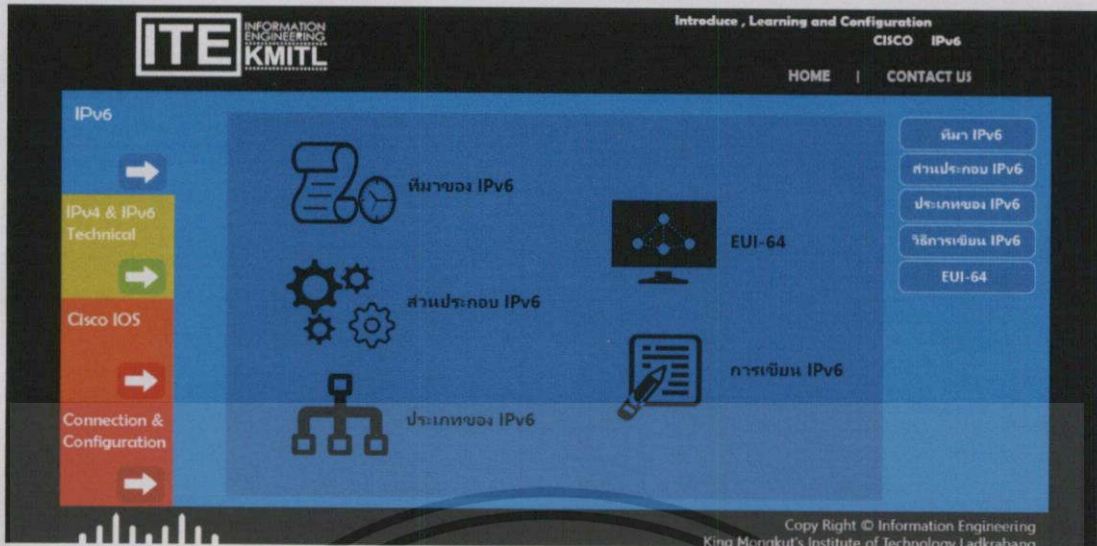 ITE
INFORMATION
ENGINEERING
KMITL
Introduce , Learning and Configuration
CISCO IPv6
HOME | CONTACT US
IPv6
IPv4 & IPv6
Technical
Cisco IOS
Connection &
Configuration
ที่มาของ IPv6
ส่วนประกอบ IPv6
ประเภทของ IPv6
EUI-64
การเขียน IPv6
ที่มา IPv6
ส่วนประกอบ IPv6
ประเภทของ IPv6
วิธีการเขียน IPv6
EUI-64
Copy Right © Information Engineering
King Mongkut's Institute of Technology Ladkrabang